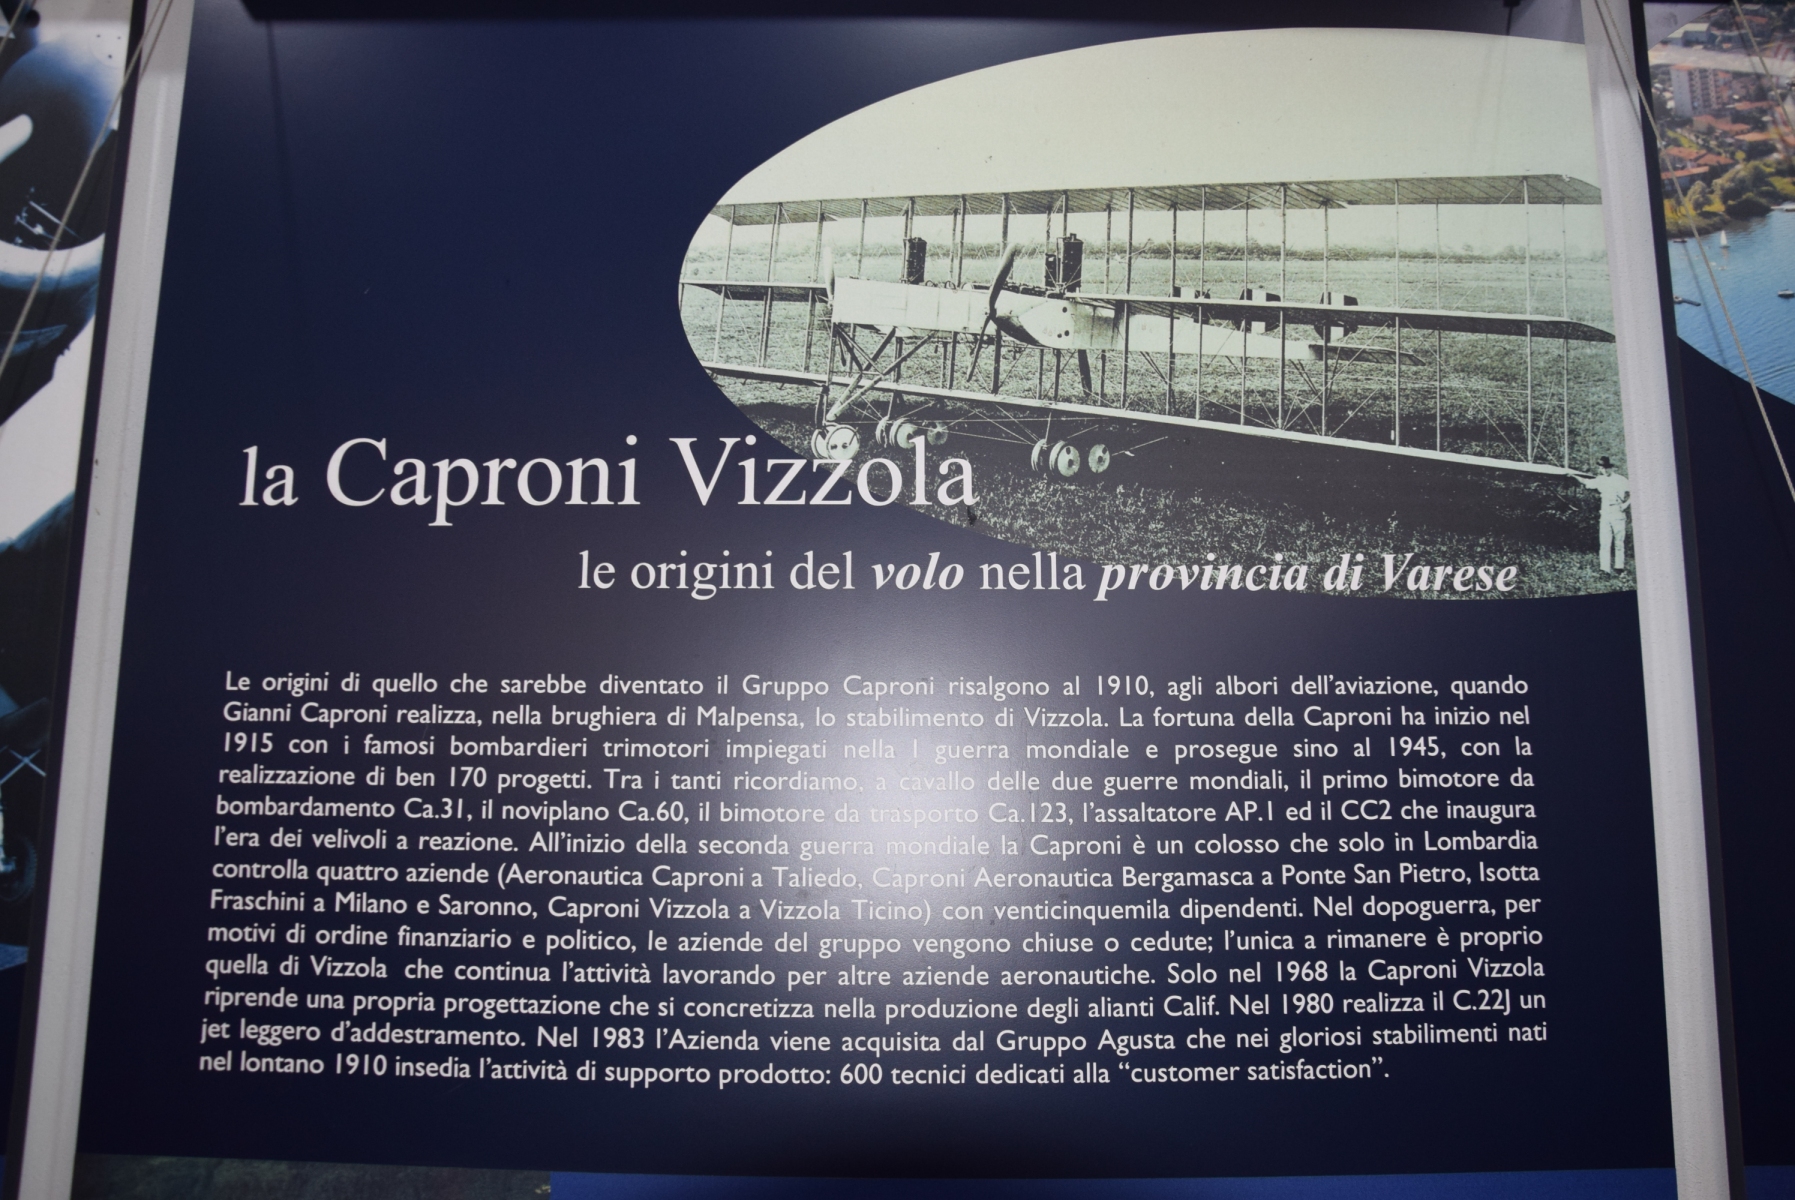 la Caproni Vizzola
le origini del volo nella provincia di Varese
Le origini di quello che sarebbe diventato il Gruppo Caproni risalgono al 1910, agli albori dell'aviazione, quando
Gianni Caproni realizza, nella brughiera di Malpensa, lo stabilimento di Vizzola. La fortuna della Caproni ha inizio nel
1915 con i famosi bombardieri trimotori impiegati nella I guerra mondiale e prosegue sino al 1945, con la
realizzazione di ben 170 progetti. Tra i tanti ricordiamo, a cavallo delle due guerre mondiali, il primo bimotore da
bombardamento Ca.31, il noviplano Ca.60, il bimotore da trasporto Ca.123, l'assaltatore AP.1 ed il CC2 che inaugura
l'era dei velivoli a reazione. All'inizio della seconda guerra mondiale la Caproni è un colosso che solo in Lombardia
controlla quattro aziende (Aeronautica Caproni a Taliedo, Caproni Aeronautica Bergamasca a Ponte San Pietro, Isotta
Fraschini a Milano e Saronno, Caproni Vizzola a Vizzola Ticino) con venticinquemila dipendenti. Nel dopoguerra, per
motivi di ordine finanziario e politico, le aziende del gruppo vengono chiuse o cedute; l'unica a rimanere è proprio
quella di Vizzola che continua l'attività lavorando per altre aziende aeronautiche. Solo nel 1968 la Caproni Vizzola
riprende una propria progettazione che si concretizza nella produzione degli alianti Calif. Nel 1980 realizza il C.22J un
jet leggero d'addestramento. Nel 1983 l'Azienda viene acquisita dal Gruppo Agusta che nei gloriosi stabilimenti nati
nel lontano 1910 insedia l'attività di supporto prodotto: 600 tecnici dedicati alla "customer satisfaction".